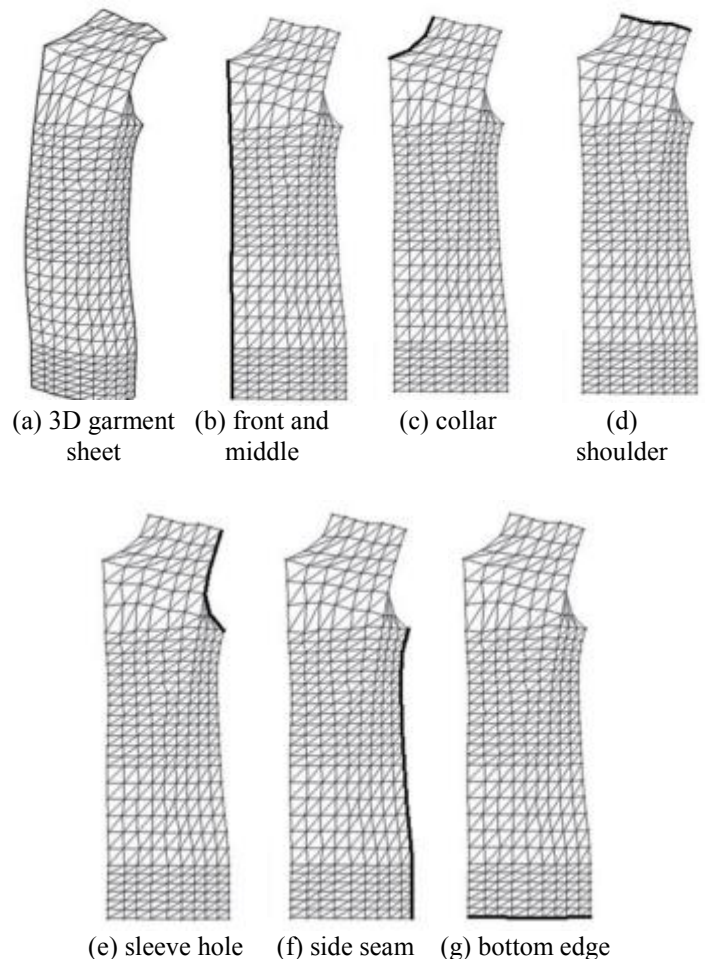 (a) 3D garment sheet
(b) front and middle
(c) collar
(d) shoulder
(e) sleeve hole
(f) side seam
(g) bottom edge